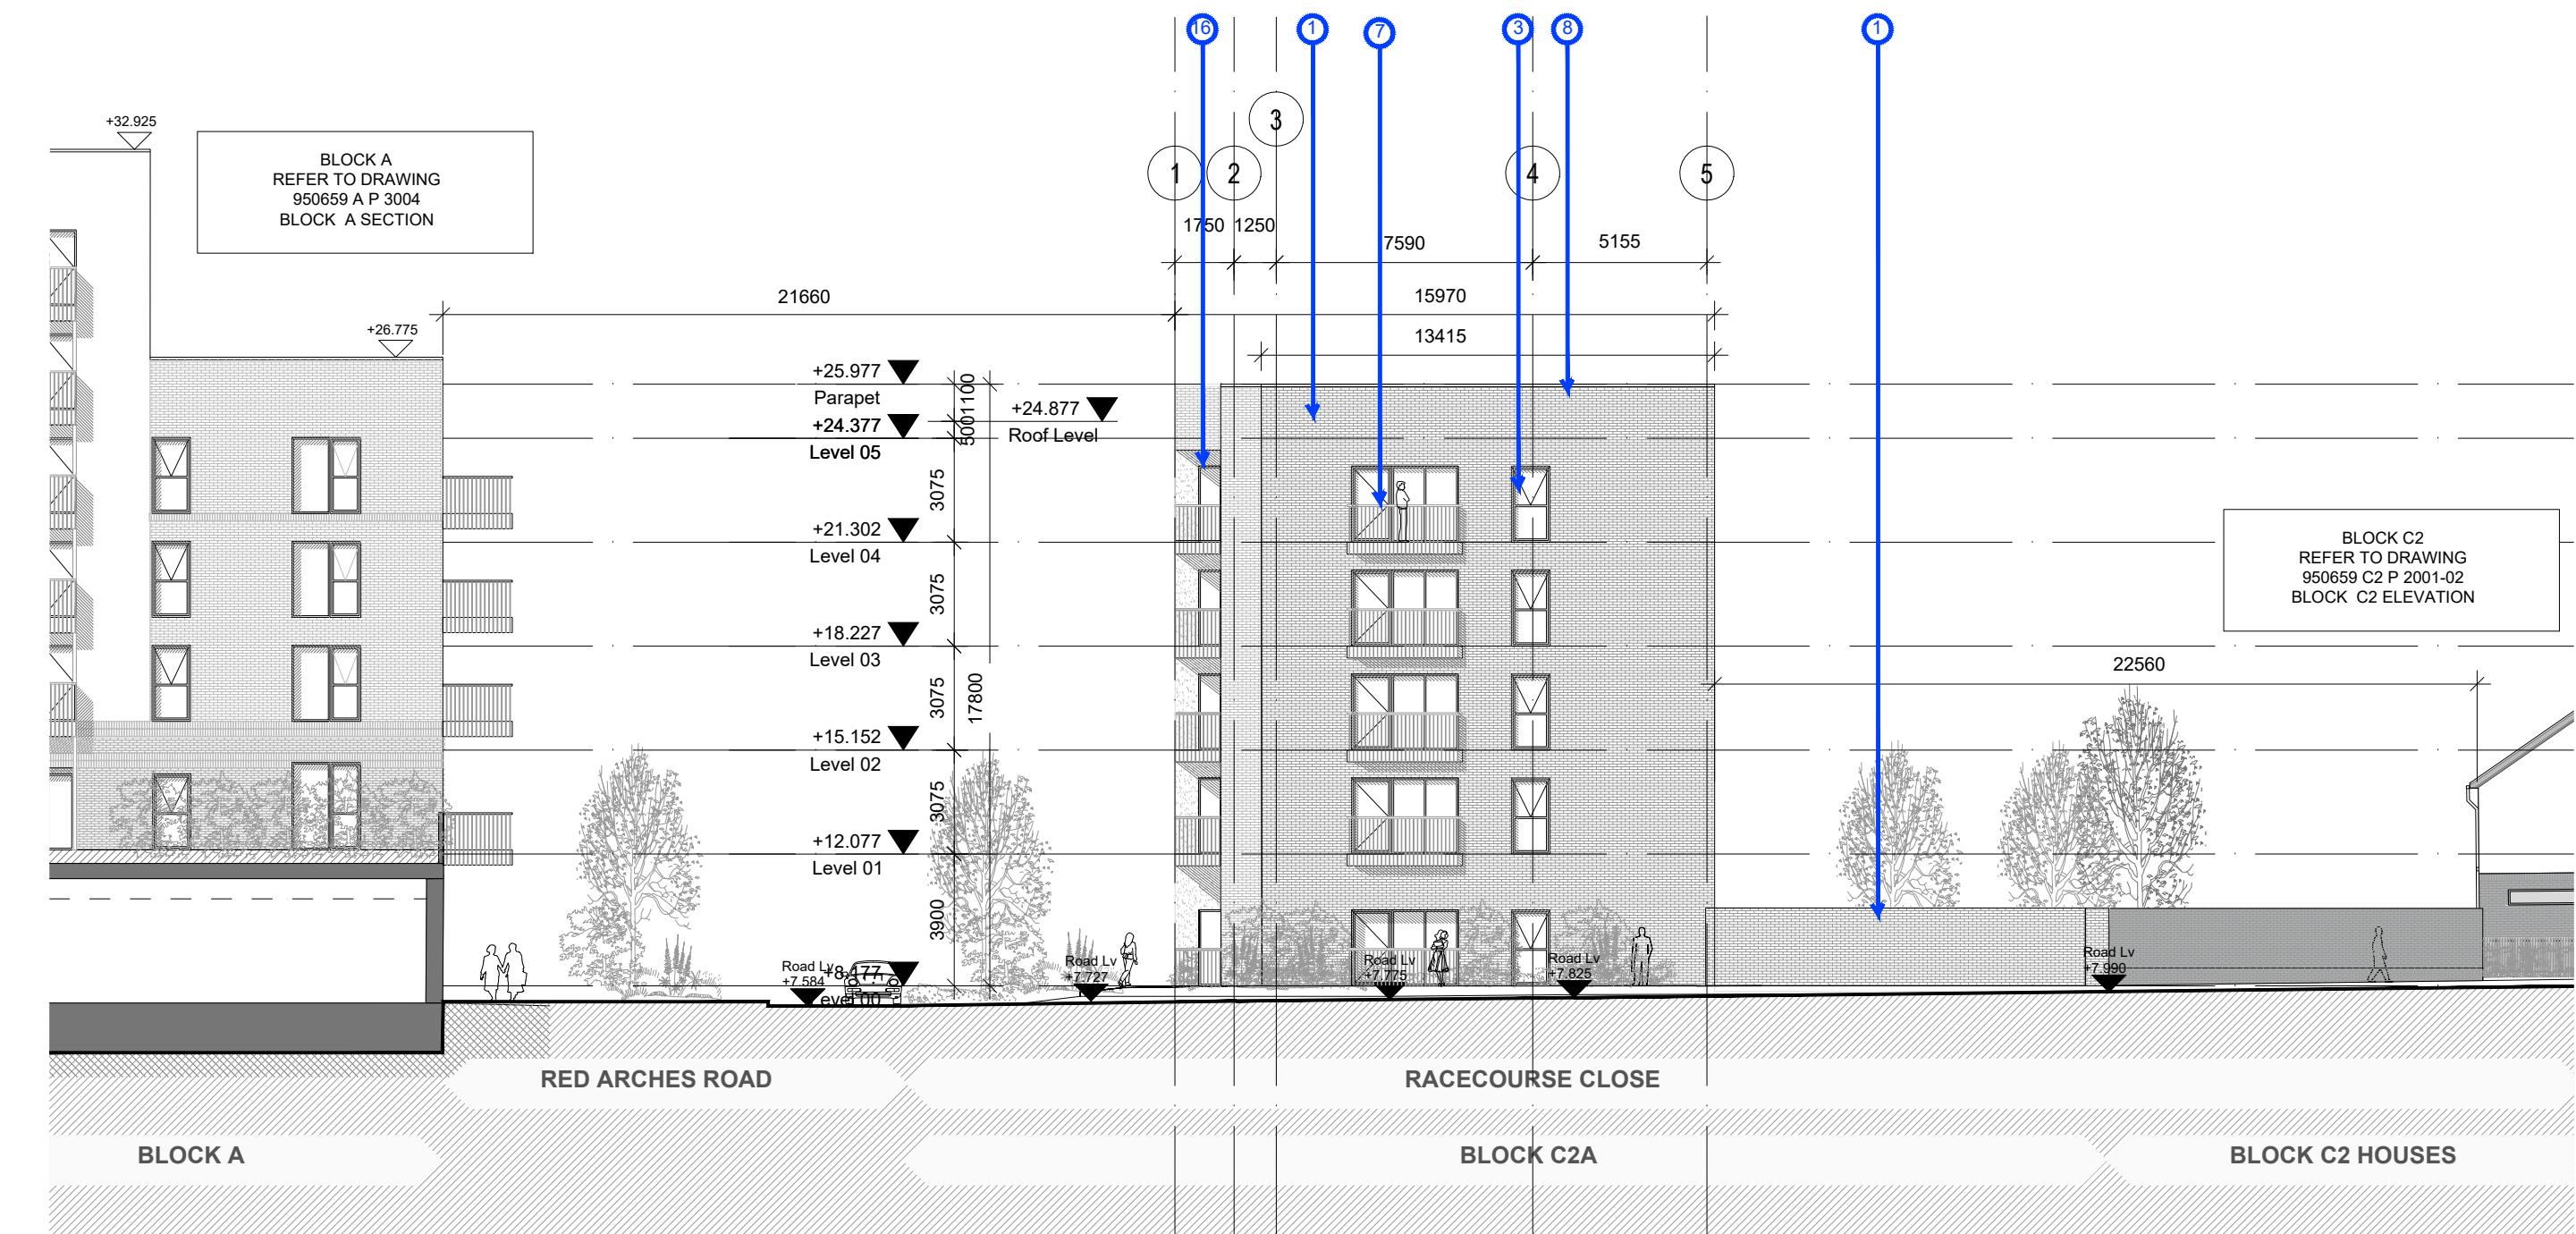 16
1
7
3
8
1
+32.925
BLOCK A
REFER TO DRAWING
950659 A P 3004
BLOCK A SECTION
3
1
2
4
5
1750
1250
7590
5155
21660
15970
13415
+26.775
+25.977
Parapet
+24.377
Level 05
+24.877
Roof Level
1100
500
3075
+21.302
Level 04
3075
+18.227
Level 03
3075
17800
+15.152
Level 02
3075
+12.077
Level 01
3900
+8.177
Level 00
BLOCK C2
REFER TO DRAWING
950659 C2 P 2001-02
BLOCK C2 ELEVATION
22560
Road Lv
+7.584
Road Lv
+7.727
Road Lv
+7.775
Road Lv
+7.825
Road Lv
+7.990
RED ARCHES ROAD
RACECOURSE CLOSE
BLOCK A
BLOCK C2A
BLOCK C2 HOUSES